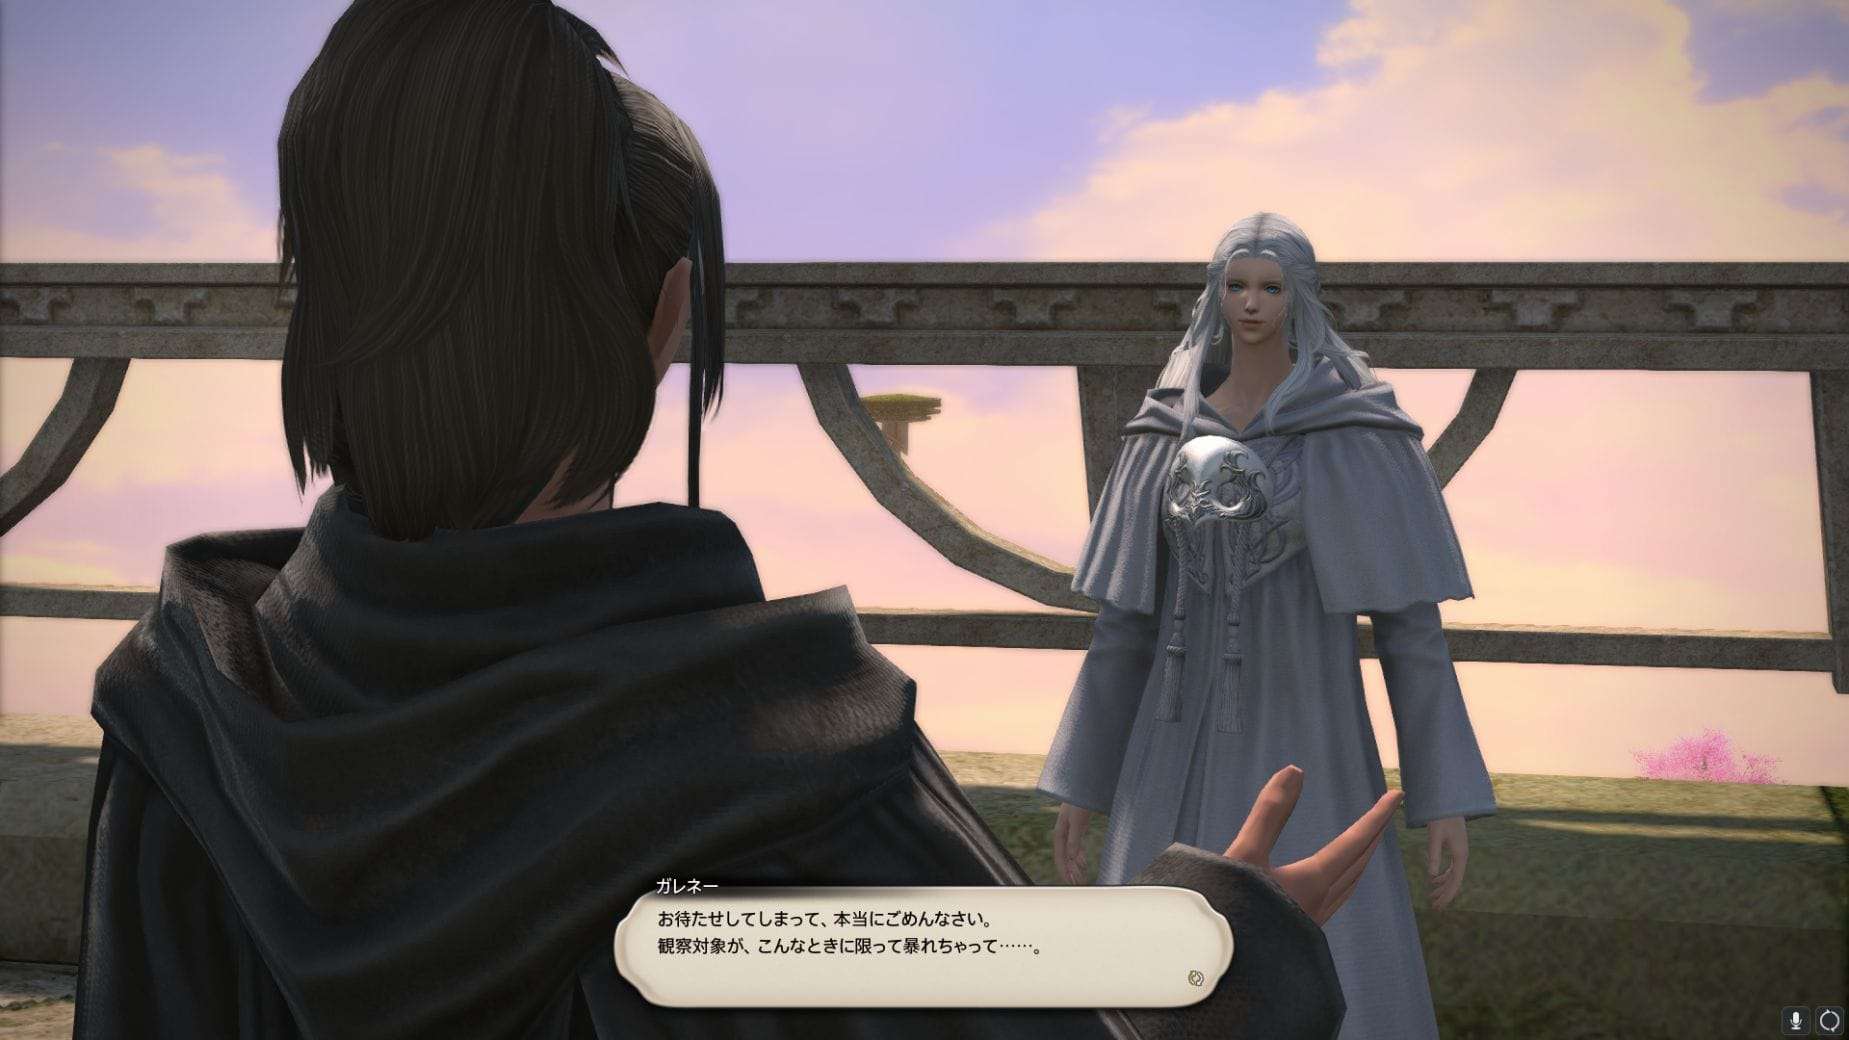 ガレネー
お待たせしてしまって、本当にごめんなさい。
観察対象が、こんなときに限って暴れちゃって……。